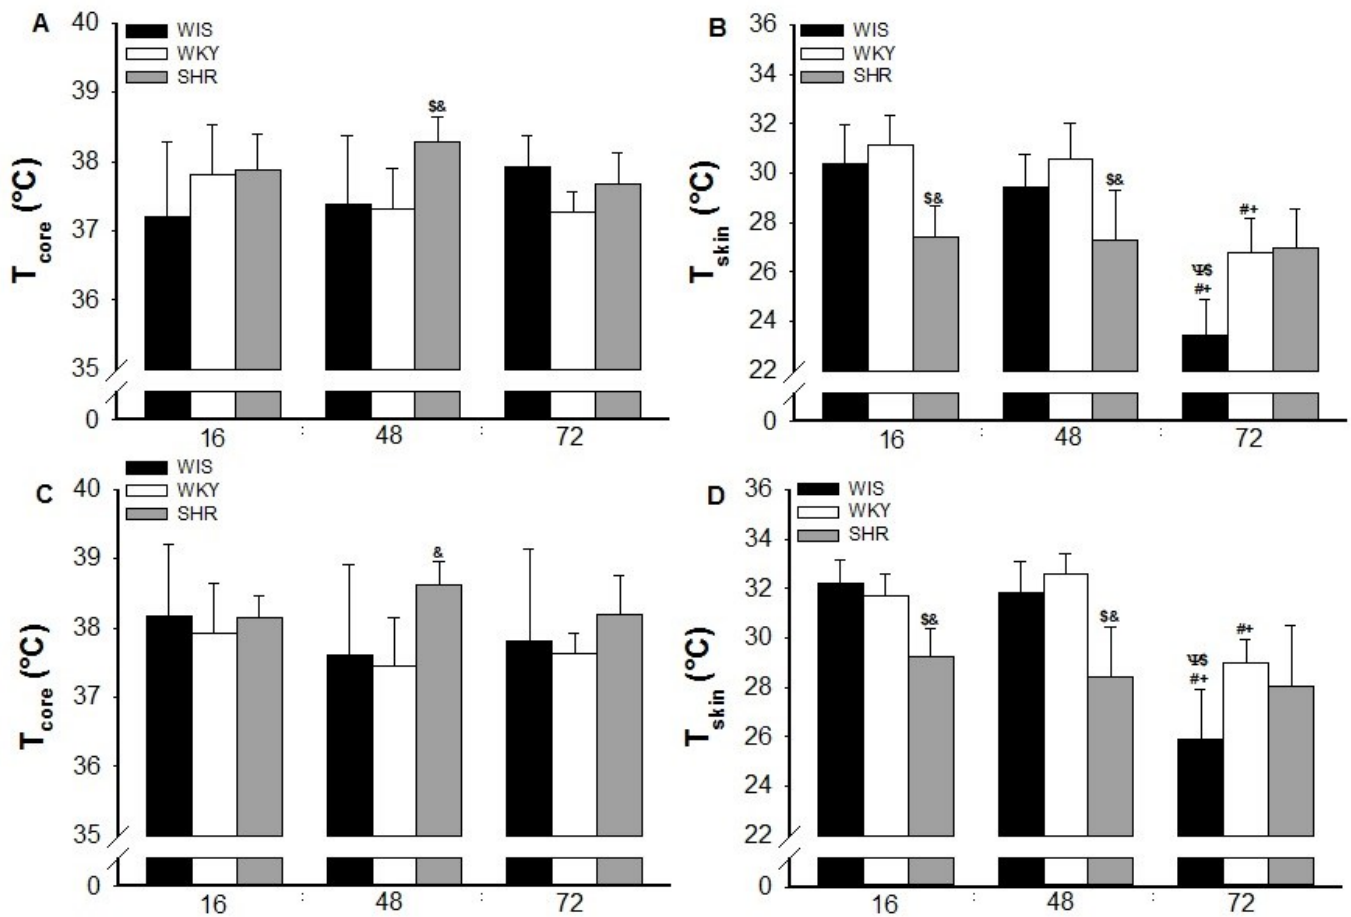 A
40
39
38
37
36
35
0
T core (°C)
WIS
WKY
SHR
$&
16 : 48 : 72
B
36
34
32
30
28
26
24
22
0
T skin (°C)
WIS
WKY
SHR
$&
$&
Ψ$
#+
#+
16 : 48 : 72
C
40
39
38
37
36
35
0
T core (°C)
WIS
WKY
SHR
&
16 : 48 : 72
D
36
34
32
30
28
26
24
22
0
T skin (°C)
WIS
WKY
SHR
$&
$&
Ψ$
#+
#+
16 : 48 : 72